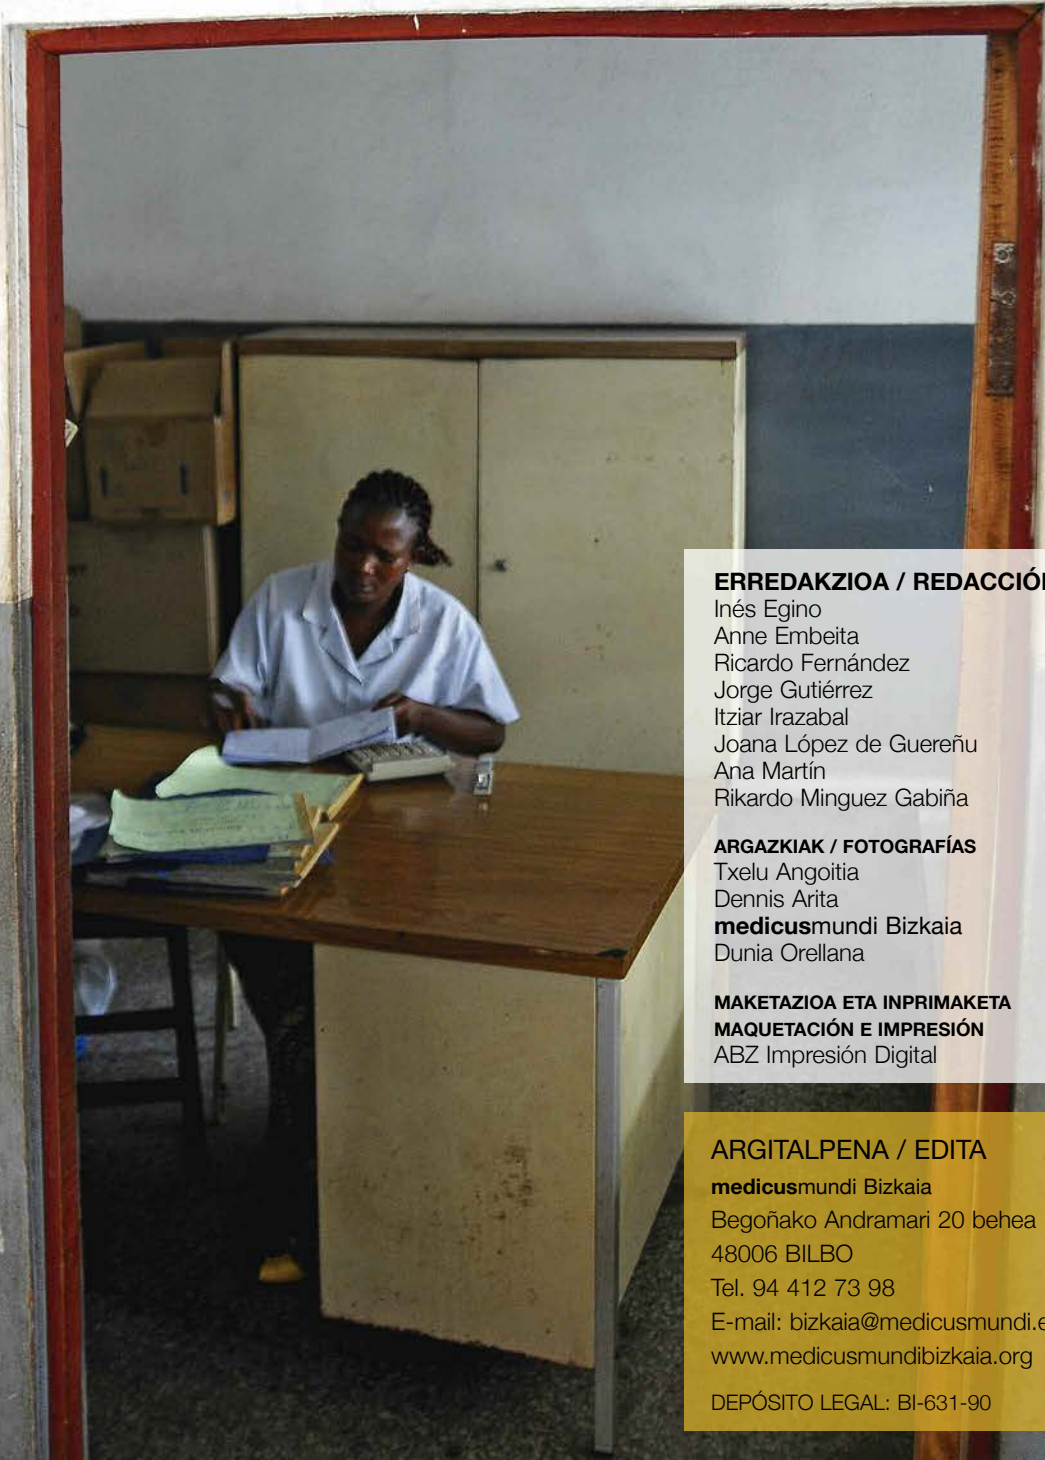 ERREDAKZIOA / REDACCIÓN
Inés Egino
Anne Embeita
Ricardo Fernández
Jorge Gutiérrez
Itziar Irazabal
Joana López de Guereñu
Ana Martín
Rikardo Minguez Gabiña
ARGAZKIAK / FOTOGRAFÍAS
Txelu Angoitia
Dennis Arita
medicusmundi Bizkaia
Dunia Orellana
MAKETAZIOA ETA INPRIMAKETA
MAQUETACIÓN E IMPRESIÓN
ABZ Impresión Digital
ARGITALPENA / EDITA
medicusmundi Bizkaia
Begoñako Andramari 20 behea
48006 BILBO
Tel. 94 412 73 98
E-mail: bizkaia@medicusmundi.e
www.medicusmundibizkaia.org
DEPÓSITO LEGAL: BI-631-90